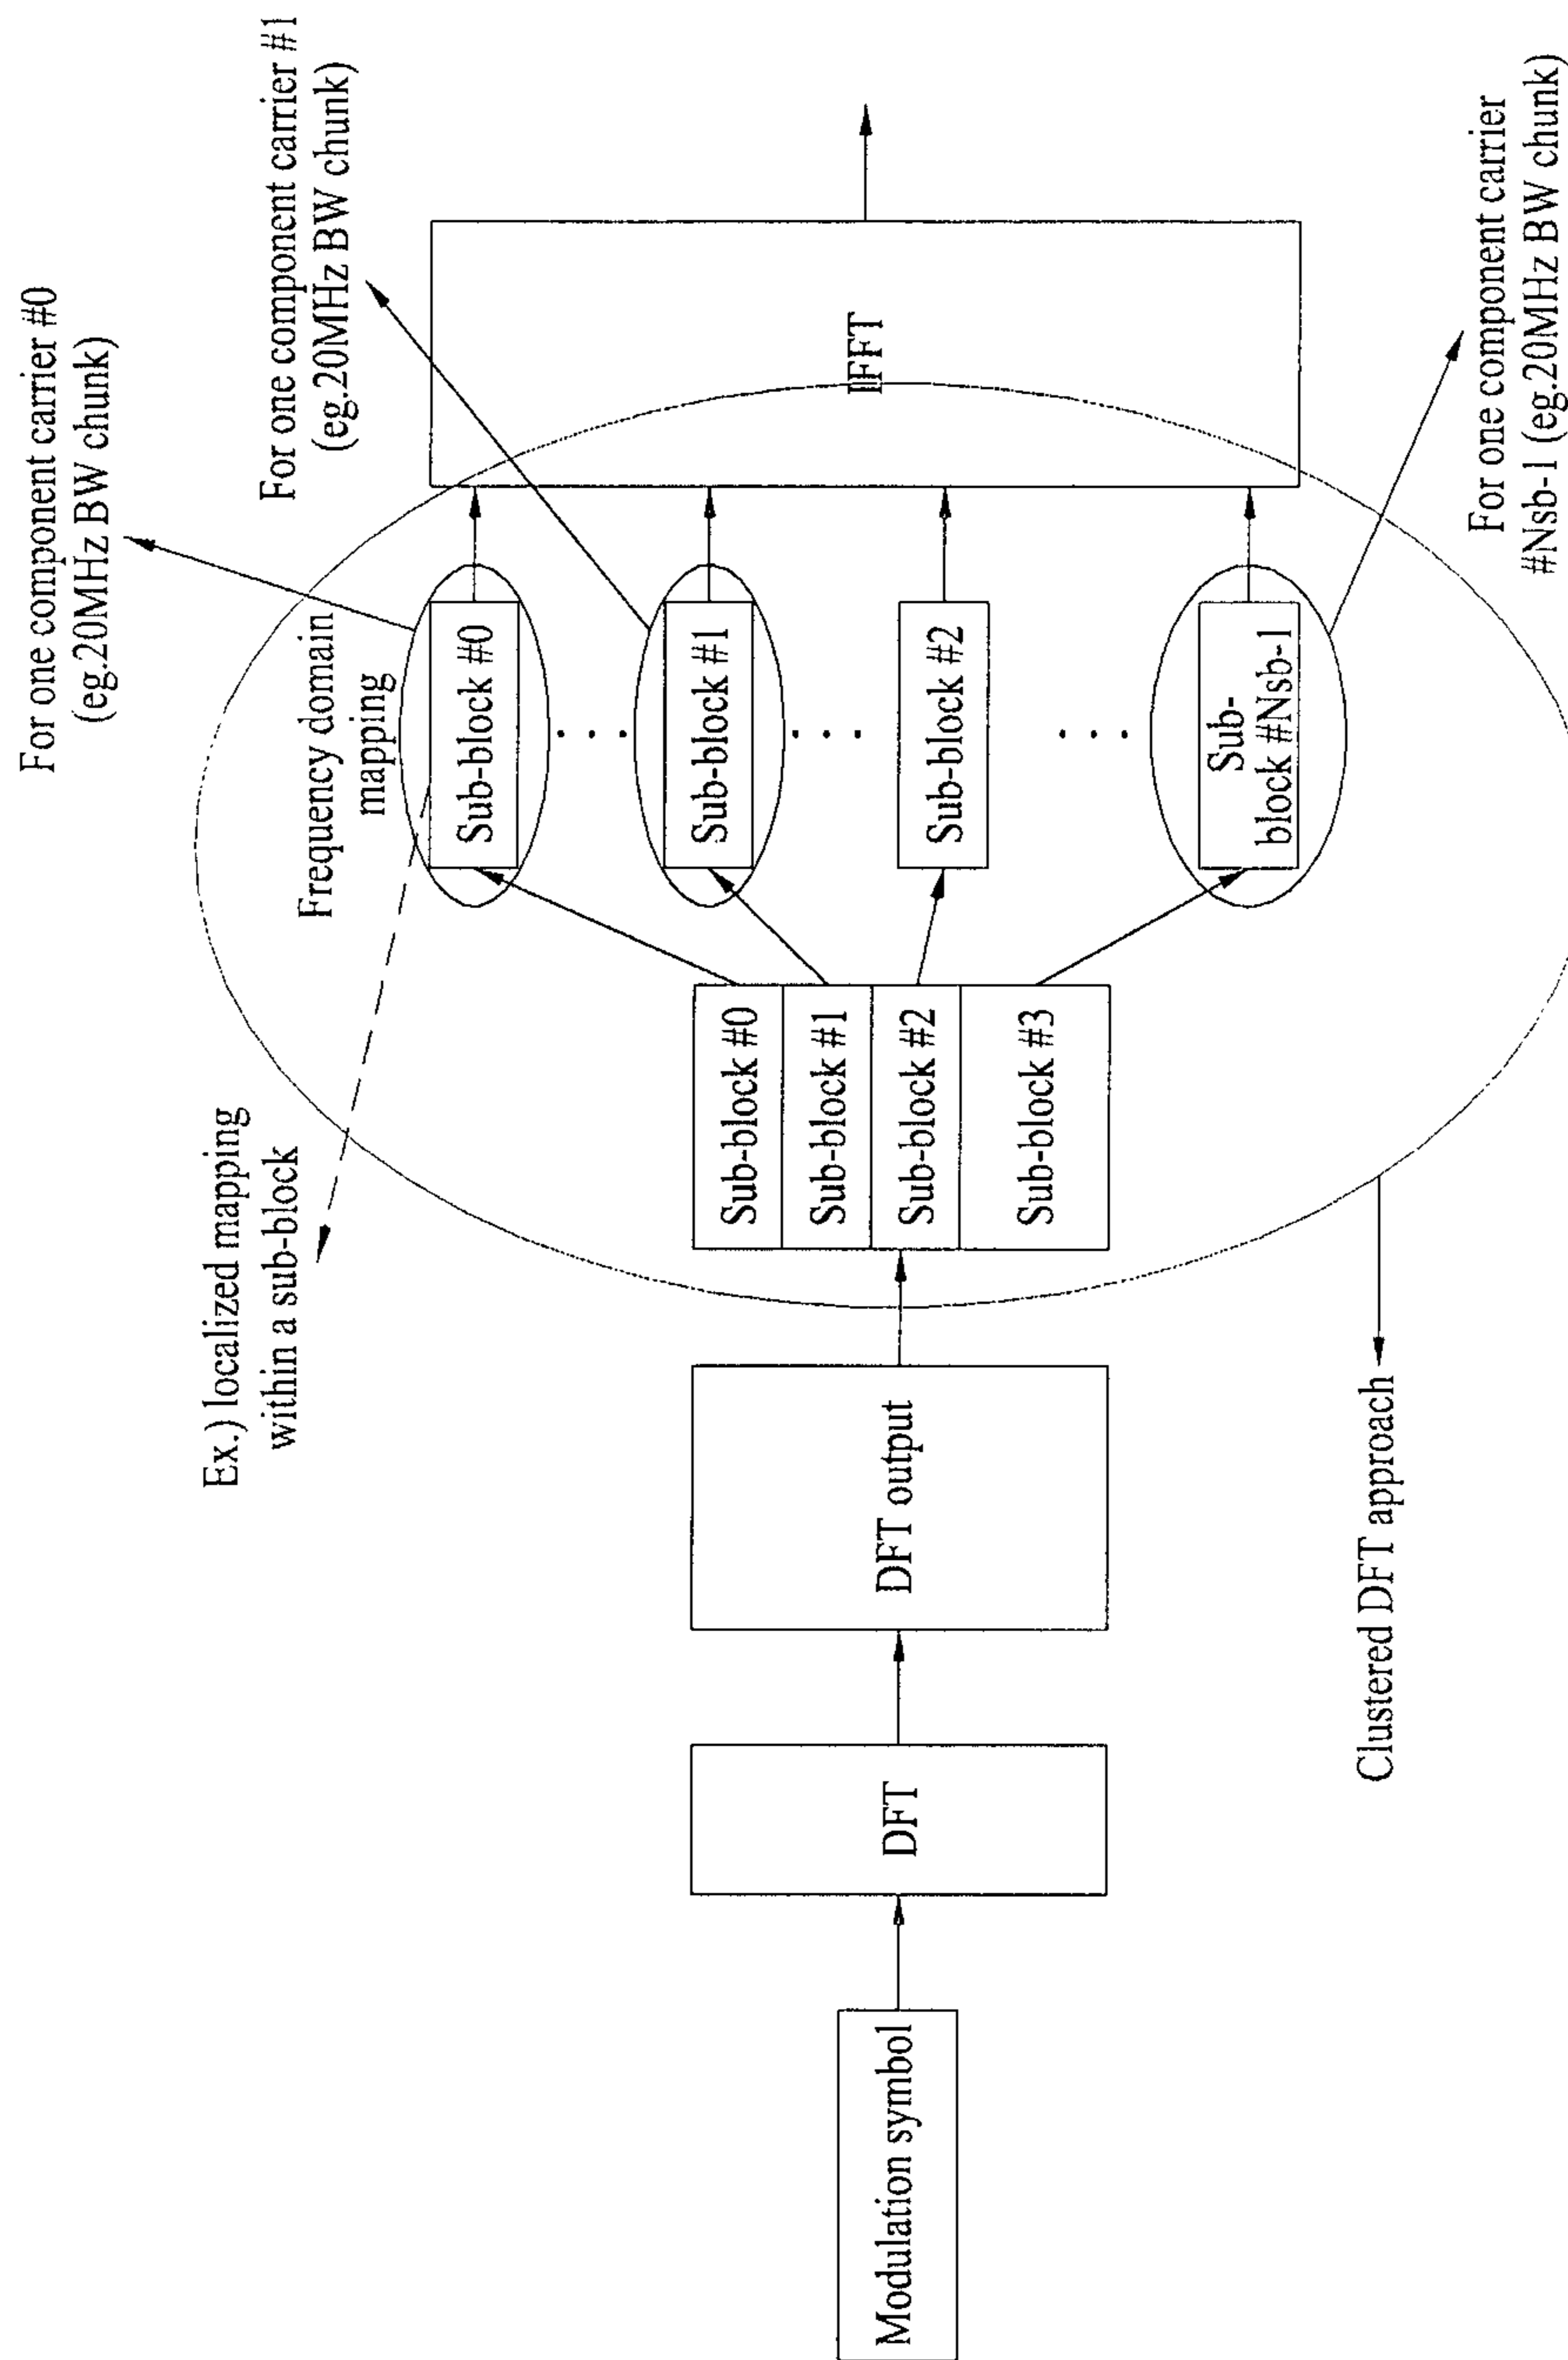 For one component carrier #0
(eg.20MHz BW chunk)
For one component carrier #1
(eg.20MHz BW chunk)
Ex.) localized mapping
within a sub-block
Frequency domain
mapping
Modulation symbol
DFT
DFT output
Sub-block #0
Sub-block #1
Sub-block #2
Sub-block #3
Sub-block #0
Sub-block #1
Sub-block #2
Sub-
block #Nsb-1
IFFT
Clustered DFT approach
For one component carrier
#Nsb-1 (eg.20MHz BW chunk)